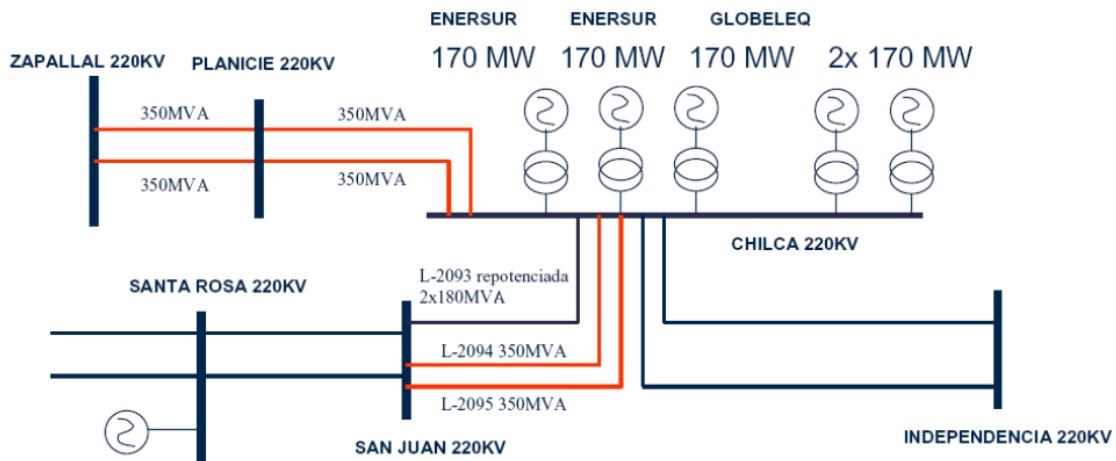 ENERSUR ENERSUR GLOBELEQ
170 MW 170 MW 170 MW 2x 170 MW
ZAPALLAL 220KV PLANICIE 220KV
350MVA 350MVA
350MVA 350MVA
CHILCA 220KV
L-2093 repotenciada
2x180MVA
SANTA ROSA 220KV
L-2094 350MVA
L-2095 350MVA
SAN JUAN 220KV
INDEPENDENCIA 220KV